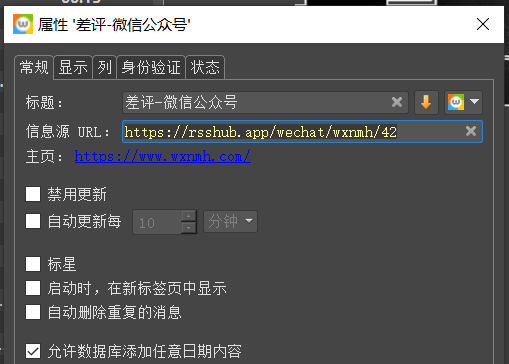 属性 '差评-微信公众号'
常规 显示 列 身份验证 状态
标题： 差评-微信公众号
信息源 URL： https://rsshub.app/wechat/wxnmh/42
主页： https://www.wxnmh.com/
禁用更新
自动更新每 10 分钟
标星
启动时，在新标签页中显示
自动删除重复的消息
允许数据库添加任意日期内容